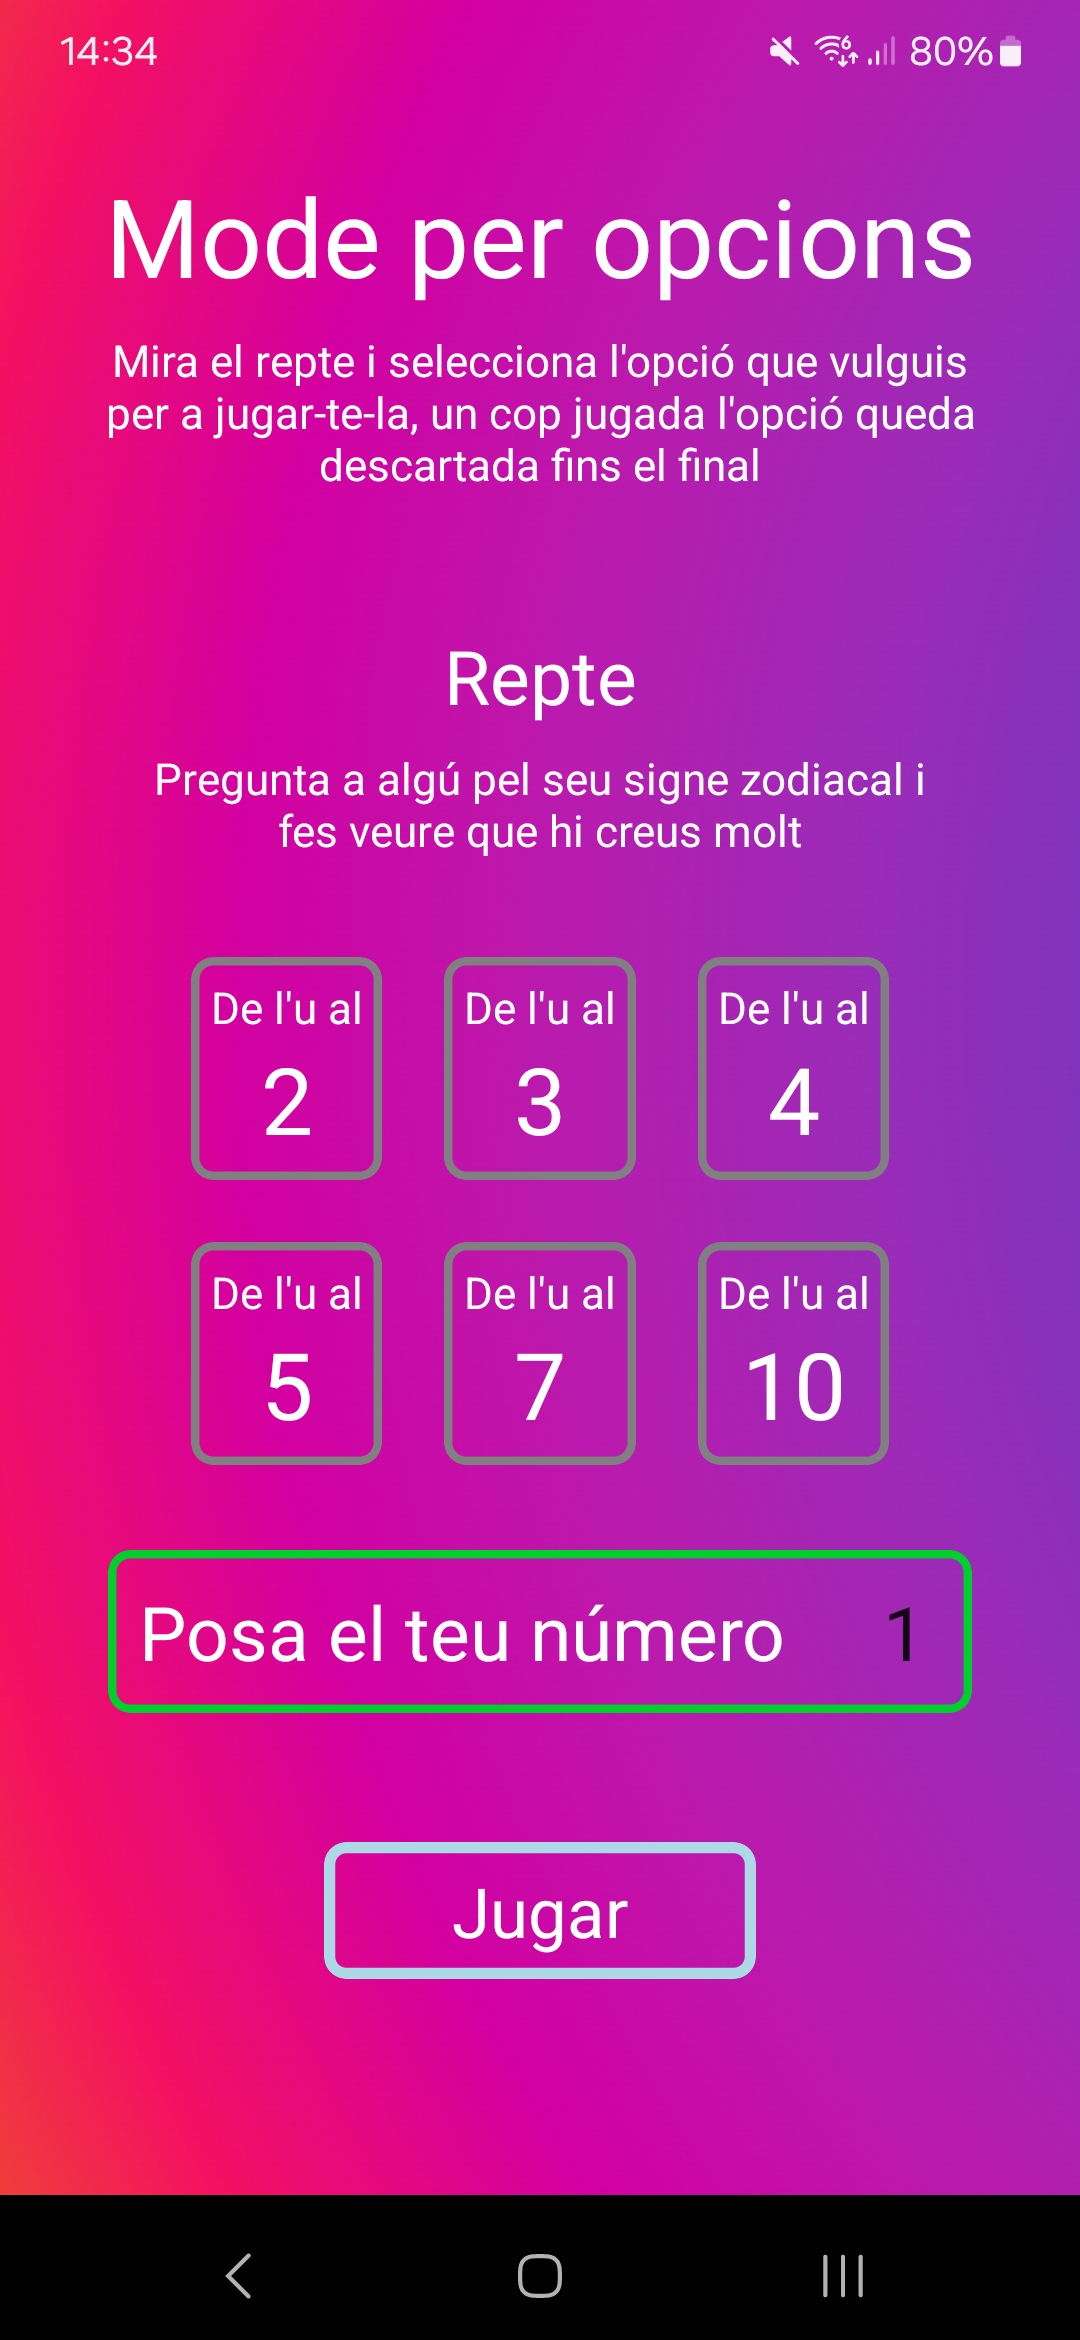 14:34
80%
Mode per opcions
Mira el repte i selecciona l'opció que vulguis
per a jugar-te-la, un cop jugada l'opció queda
descartada fins el final
Repte
Pregunta a algú pel seu signe zodiacal i
fes veure que hi creus molt
De l'u al
2
De l'u al
3
De l'u al
4
De l'u al
5
De l'u al
7
De l'u al
10
Posa el teu número 1
Jugar